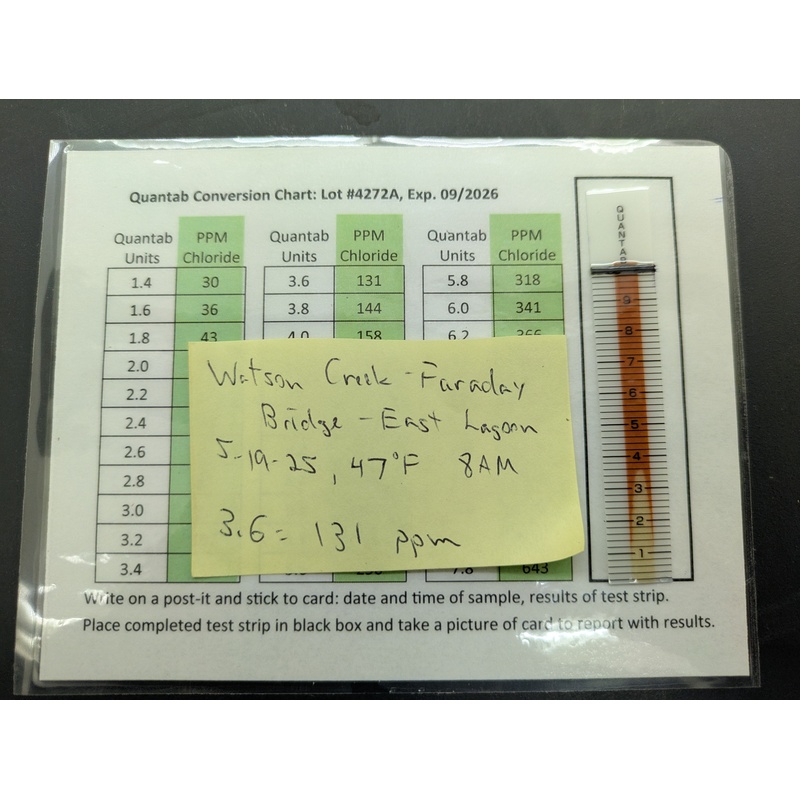 Quantab Conversion Chart: Lot #4272A, Exp. 09/2026
Quantab Units PPM Chloride Quantab Units PPM Chloride Quantab Units PPM Chloride
1.4 30 3.6 131 5.8 318
1.6 36 3.8 144 6.0 341
1.8 43 4.0 158 6.2 366
2.0
2.2
2.4
2.6
2.8
3.0
3.2
3.4 7.8 643
Watson Creek - Faraday
Bridge - East Lagoon
5-19-25, 47°F 8AM
3.6 = 131 ppm
Write on a post-it and stick to card: date and time of sample, results of test strip.
Place completed test strip in black box and take a picture of card to report with results.
QUANTAB
9
8
7
6
5
4
3
2
1